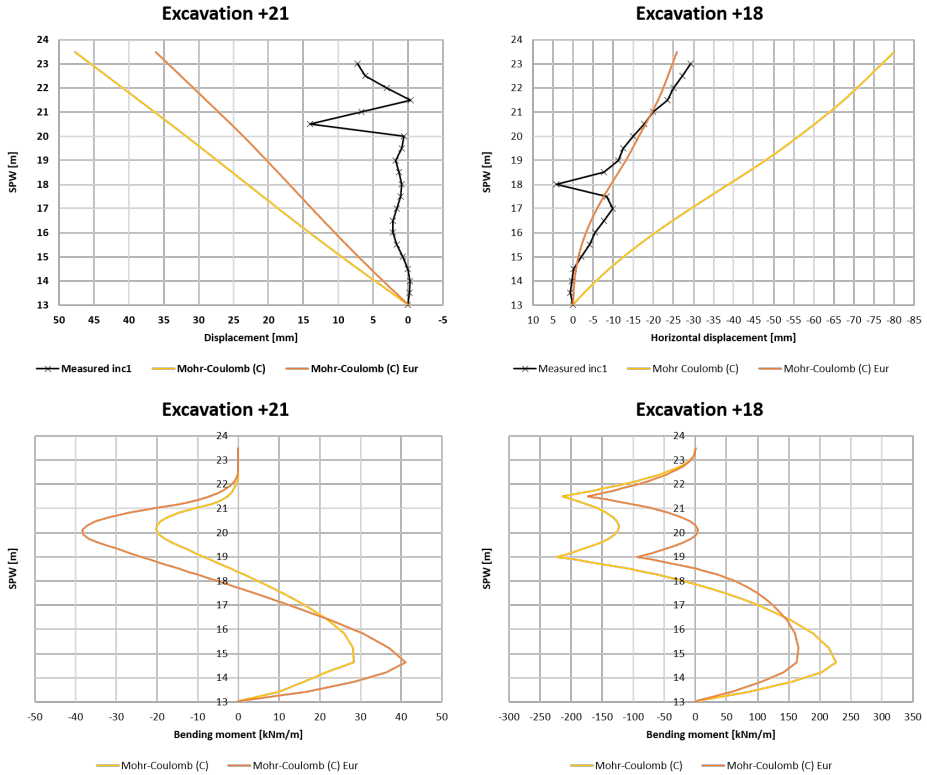 Excavation +21
24
23
22
21
20
19
18
17
16
15
14
13
SPW [m]
50 45 40 35 30 25 20 15 10 5 0 -5
Displacement [mm]
Measured inc1 Mohr-Coulomb (C) Mohr-Coulomb (C) Eur
Excavation +18
24
23
22
21
20
19
18
17
16
15
14
13
SPW [m]
10 5 0 -5 -10 -15 -20 -25 -30 -35 -40 -45 -50 -55 -60 -65 -70 -75 -80 -85
Horizontal displacement [mm]
Measured inc1 Mohr Coulomb (C) Mohr-Coulomb (C) Eur
Excavation +21
24
23
22
21
20
19
18
17
16
15
14
13
SPW [m]
-50 -40 -30 -20 -10 0 10 20 30 40 50
Bending moment [kNm/m]
Mohr-Coulomb (C) Mohr-Coulomb (C) Eur
Excavation +18
24
23
22
21
20
19
18
17
16
15
14
13
SPW [m]
-300 -250 -200 -150 -100 -50 0 50 100 150 200 250 300 350
Bending moment [kNm/m]
Mohr-Coulomb (C) Mohr-Coulomb (C) Eur